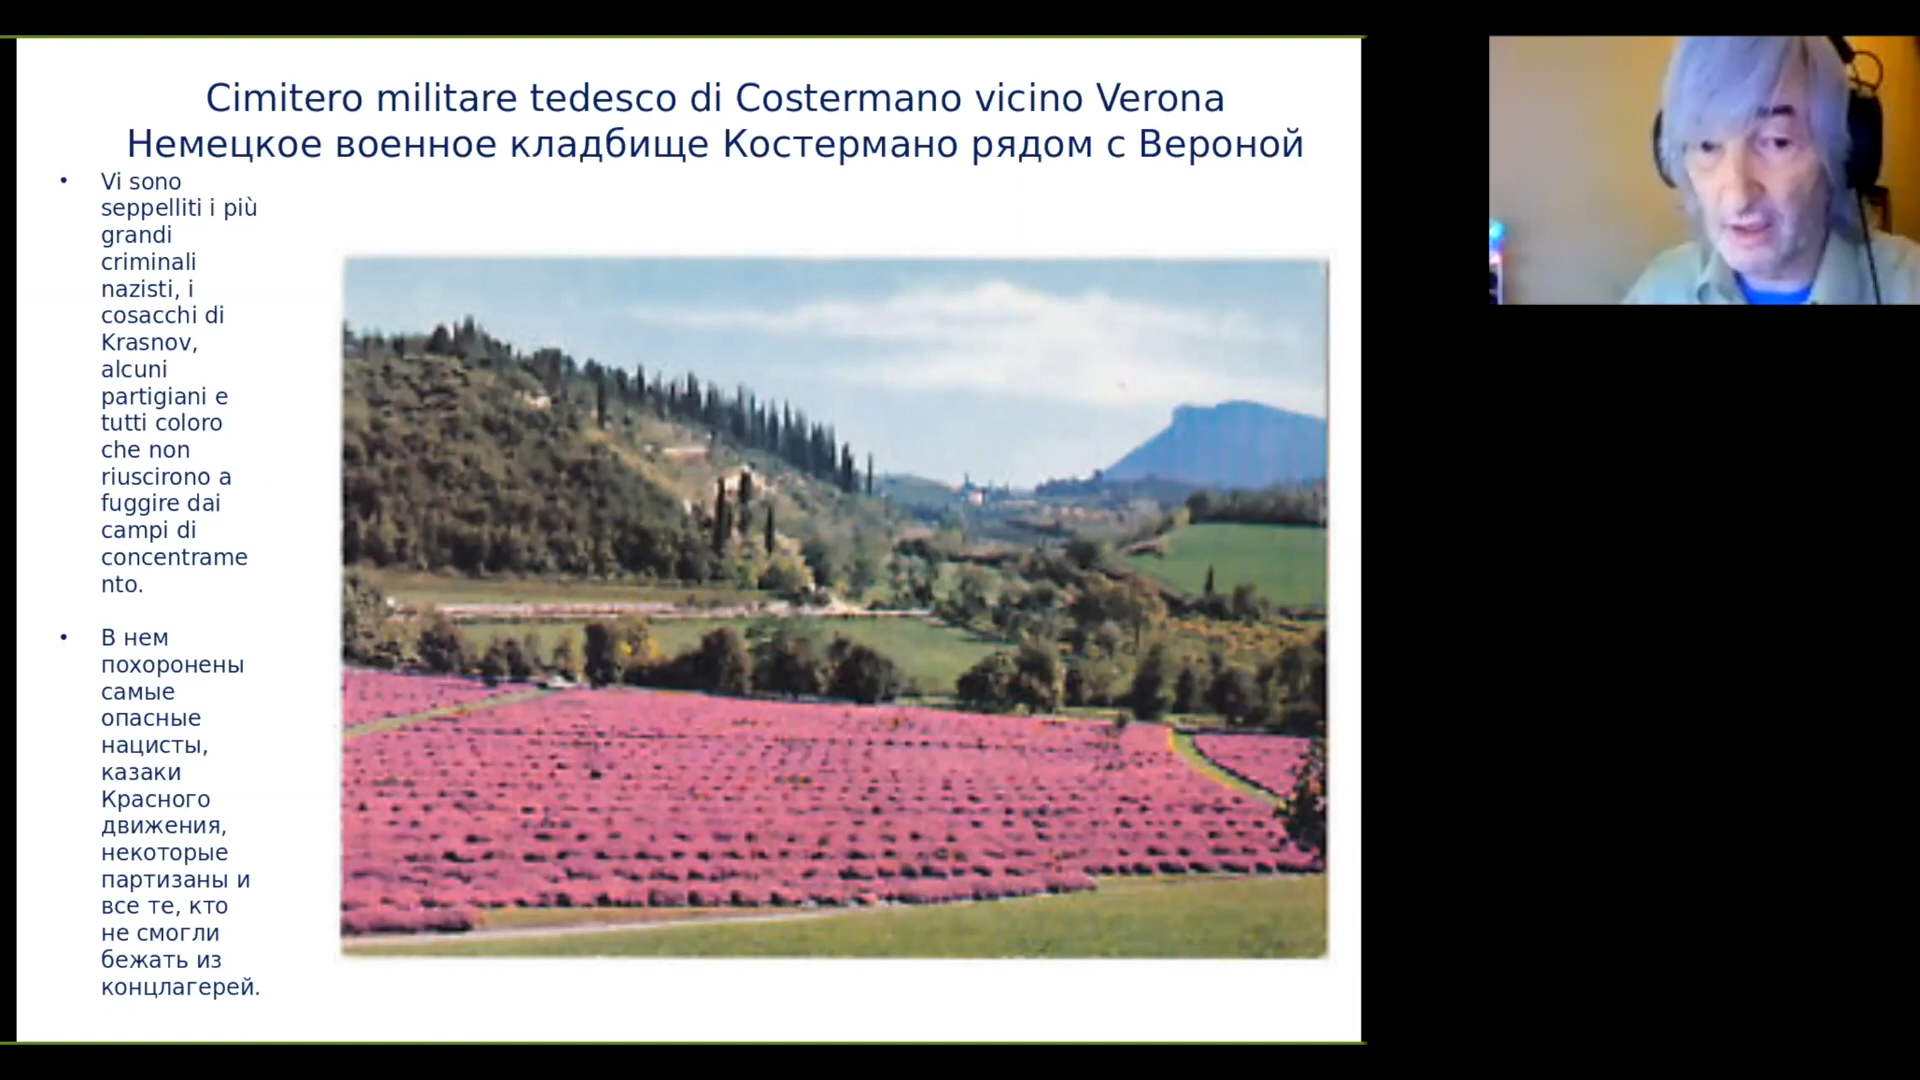 Cimitero militare tedesco di Costermano vicino Verona
Немецкое военное кладбище Костермано рядом с Вероной
• Vi sono
seppelliti i più
grandi
criminali
nazisti, i
cosacchi di
Krasnov,
alcuni
partigiani e
tutti coloro
che non
riuscirono a
fuggire dai
campi di
concentrame
nto.
• В нем
похоронены
самые
опасные
нацисты,
казаки
Красного
движения,
некоторые
партизаны и
все те, кто
не смогли
бежать из
концлагерей.